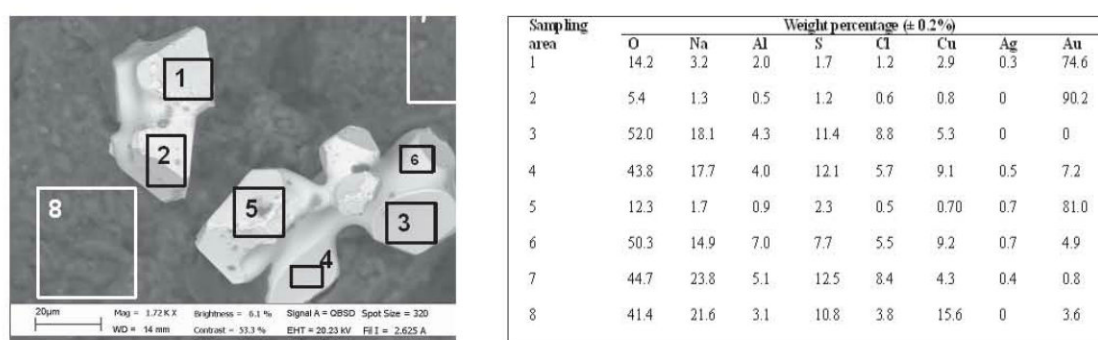 1
2
3
4
5
6
8
20µm
Mag = 1.72 K X Brightness = 6.1 % Signal A = QBSD Spot Size = 320
WD = 14 mm Contrast = 53.3 % EHT = 20.23 kV Fil I = 2.625 A
Sampling area Weight percentage (± 0.2%)
O Na Al S Cl Cu Ag Au
1 14.2 3.2 2.0 1.7 1.2 2.9 0.3 74.6
2 5.4 1.3 0.5 1.2 0.6 0.8 0 90.2
3 52.0 18.1 4.3 11.4 8.8 5.3 0 0
4 43.8 17.7 4.0 12.1 5.7 9.1 0.5 7.2
5 12.3 1.7 0.9 2.3 0.5 0.70 0.7 81.0
6 50.3 14.9 7.0 7.7 5.5 9.2 0.7 4.9
7 44.7 23.8 5.1 12.5 8.4 4.3 0.4 0.8
8 41.4 21.6 3.1 10.8 3.8 15.6 0 3.6